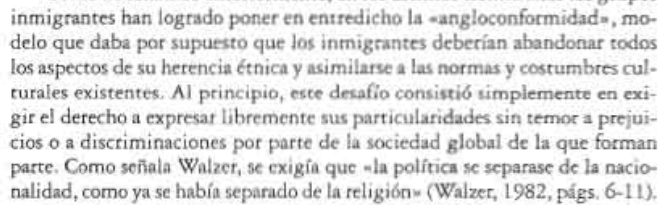 inmigrantes han logrado poner en entredicho la «angloconformidad», mo-
delo que daba por supuesto que los inmigrantes deberían abandonar todos
los aspectos de su herencia étnica y asimilarse a las normas y costumbres cul-
turales existentes. Al principio, este desafío consistió simplemente en exi-
gir el derecho a expresar libremente sus particularidades sin temor a prejui-
cios o a discriminaciones por parte de la sociedad global de la que forman
parte. Como señala Walzer, se exigía que «la política se separase de la nacio-
nalidad, como ya se había separado de la religión» (Walzer, 1982, págs. 6-11).